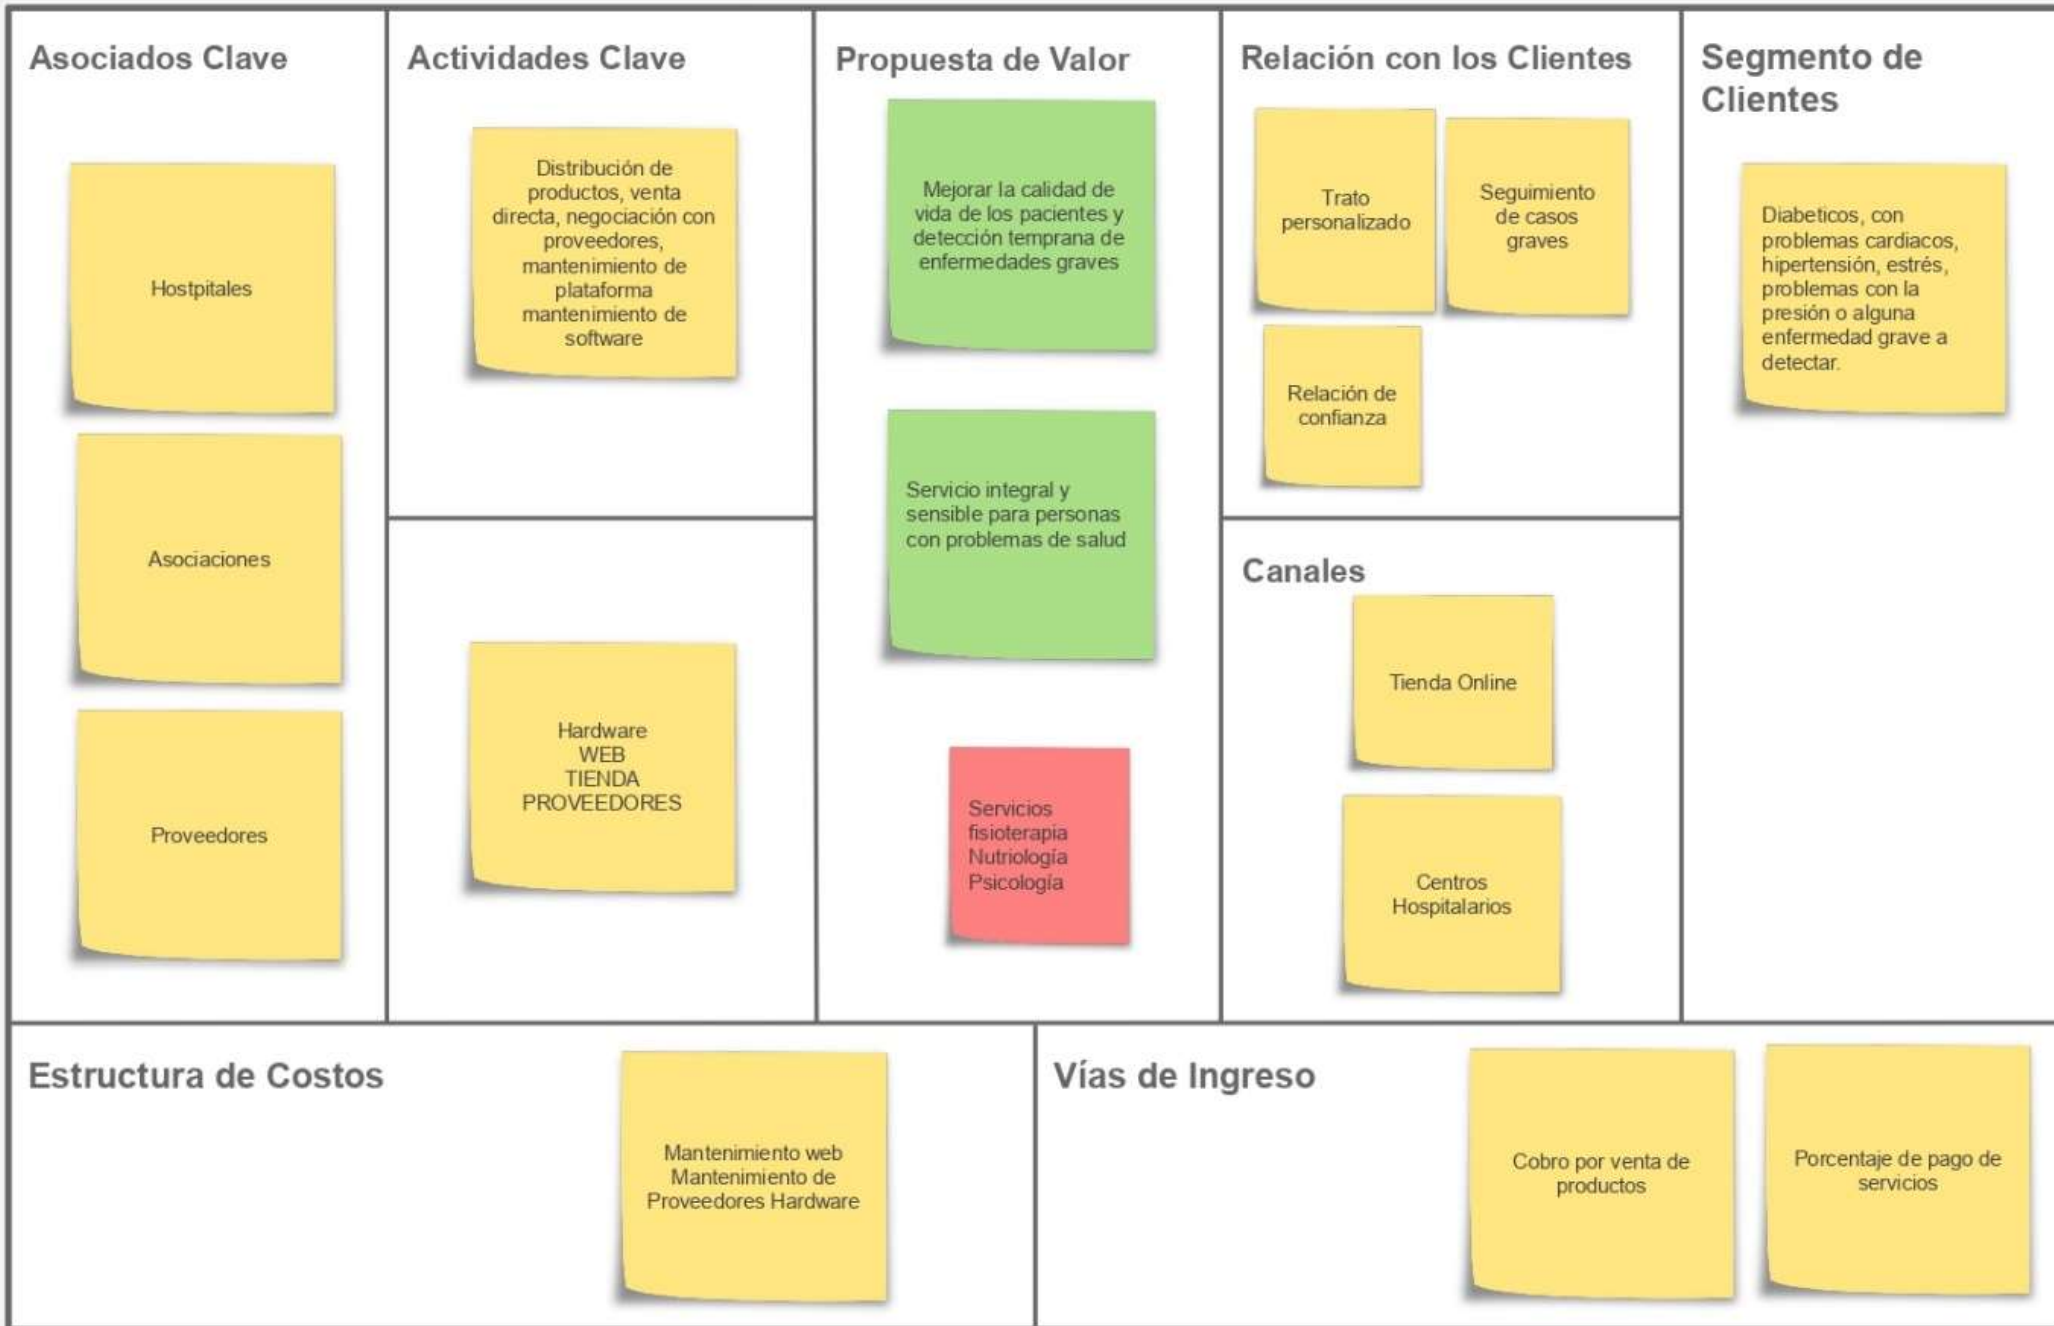 Asociados Clave
Hostpitales
Asociaciones
Proveedores
Actividades Clave
Distribución de
productos, venta
directa, negociación con
proveedores,
mantenimiento de
plataforma
mantenimiento de
software
Hardware
WEB
TIENDA
PROVEEDORES
Propuesta de Valor
Mejorar la calidad de
vida de los pacientes y
detección temprana de
enfermedades graves
Servicio integral y
sensible para personas
con problemas de salud
Servicios
fisioterapia
Nutriología
Psicología
Relación con los Clientes
Trato
personalizado
Seguimiento
de casos
graves
Relación de
confianza
Canales
Tienda Online
Centros
Hospitalarios
Segmento de
Clientes
Diabeticos, con
problemas cardiacos,
hipertensión, estrés,
problemas con la
presión o alguna
enfermedad grave a
detectar.
Estructura de Costos
Mantenimiento web
Mantenimiento de
Proveedores Hardware
Vías de Ingreso
Cobro por venta de
productos
Porcentaje de pago de
servicios